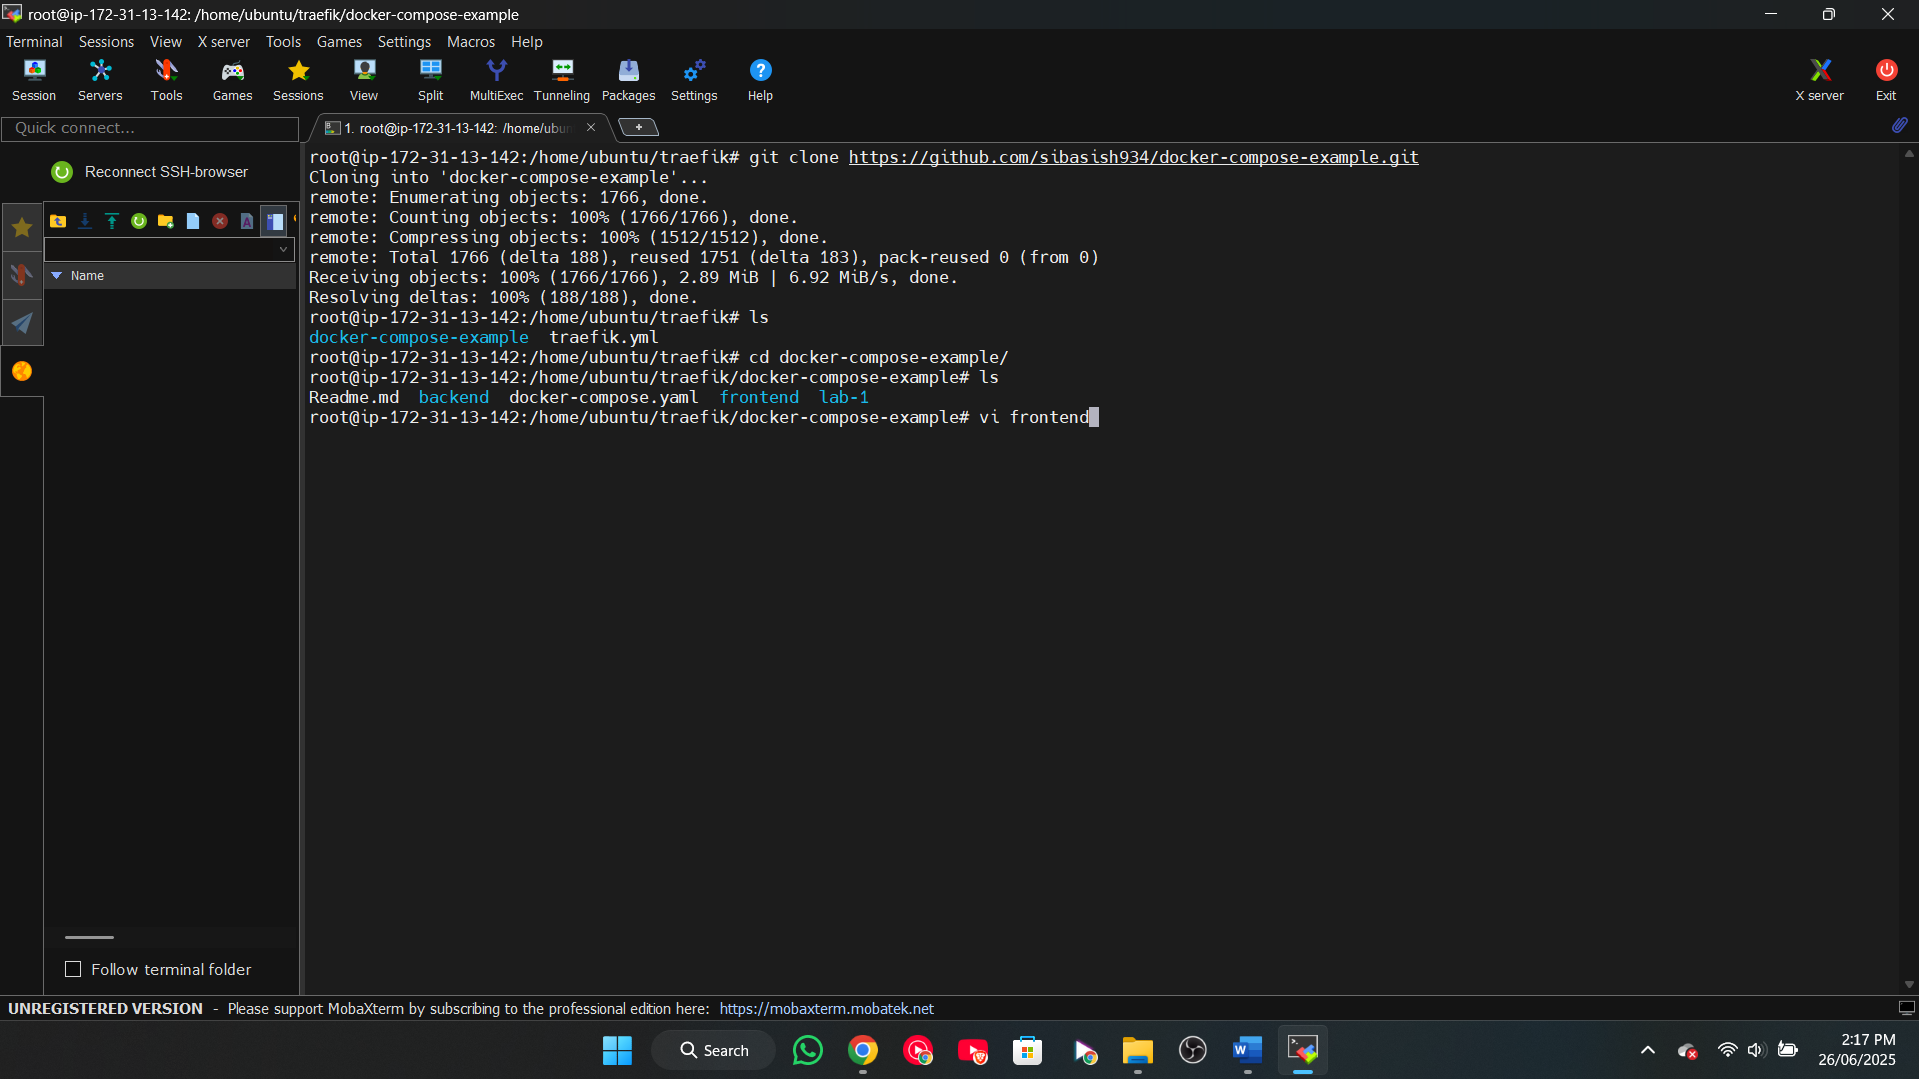 root@ip-172-31-13-142: /home/ubuntu/traefik/docker-compose-example
Terminal Sessions View X server Tools Games Settings Macros Help
Session Servers Tools Games Sessions View Split MultiExec Tunneling Packages Settings Help X server Exit
Quick connect...
1. root@ip-172-31-13-142: /home/ubun
Reconnect SSH-browser
Name
root@ip-172-31-13-142:/home/ubuntu/traefik# git clone https://github.com/sibasish934/docker-compose-example.git
Cloning into 'docker-compose-example'...
remote: Enumerating objects: 1766, done.
remote: Counting objects: 100% (1766/1766), done.
remote: Compressing objects: 100% (1512/1512), done.
remote: Total 1766 (delta 188), reused 1751 (delta 183), pack-reused 0 (from 0)
Receiving objects: 100% (1766/1766), 2.89 MiB | 6.92 MiB/s, done.
Resolving deltas: 100% (188/188), done.
root@ip-172-31-13-142:/home/ubuntu/traefik# ls
docker-compose-example  traefik.yml
root@ip-172-31-13-142:/home/ubuntu/traefik# cd docker-compose-example/
root@ip-172-31-13-142:/home/ubuntu/traefik/docker-compose-example# ls
Readme.md  backend  docker-compose.yaml  frontend  lab-1
root@ip-172-31-13-142:/home/ubuntu/traefik/docker-compose-example# vi frontend
Follow terminal folder
UNREGISTERED VERSION - Please support MobaXterm by subscribing to the professional edition here: https://mobaxterm.mobatek.net
Search
2:17 PM
26/06/2025